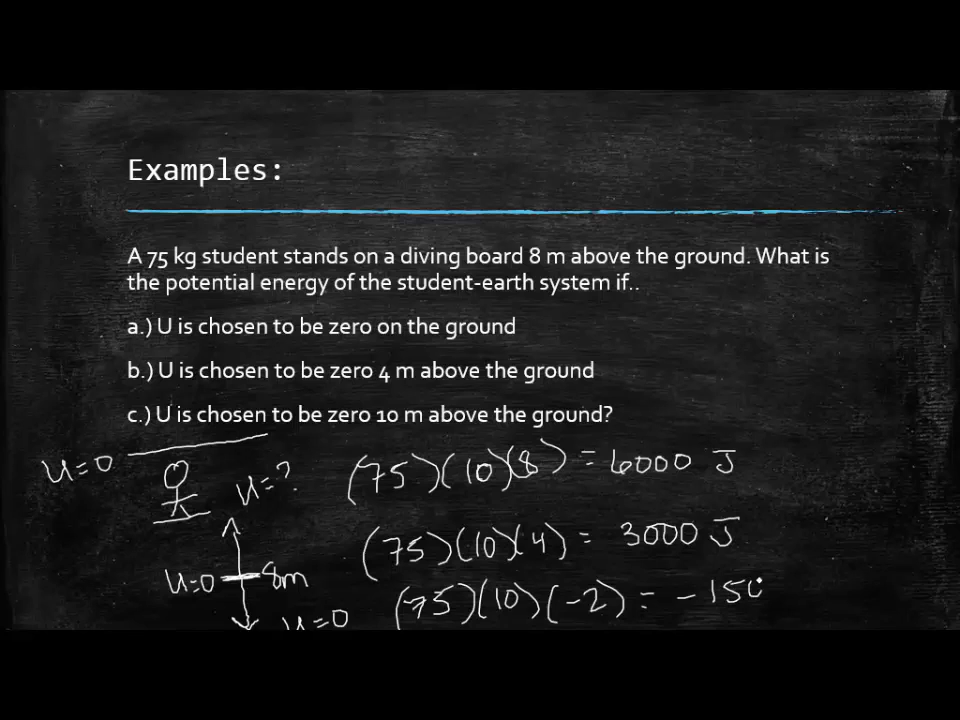 Examples:
A 75 kg student stands on a diving board 8 m above the ground. What is
the potential energy of the student-earth system if..
a.) U is chosen to be zero on the ground
b.) U is chosen to be zero 4 m above the ground
c.) U is chosen to be zero 10 m above the ground?
U=0
U=?
(75)(10)(8) = 6000 J
(75)(10)(4) = 3000 J
U=0 8m
(75)(10)(-2) = -150
U=0